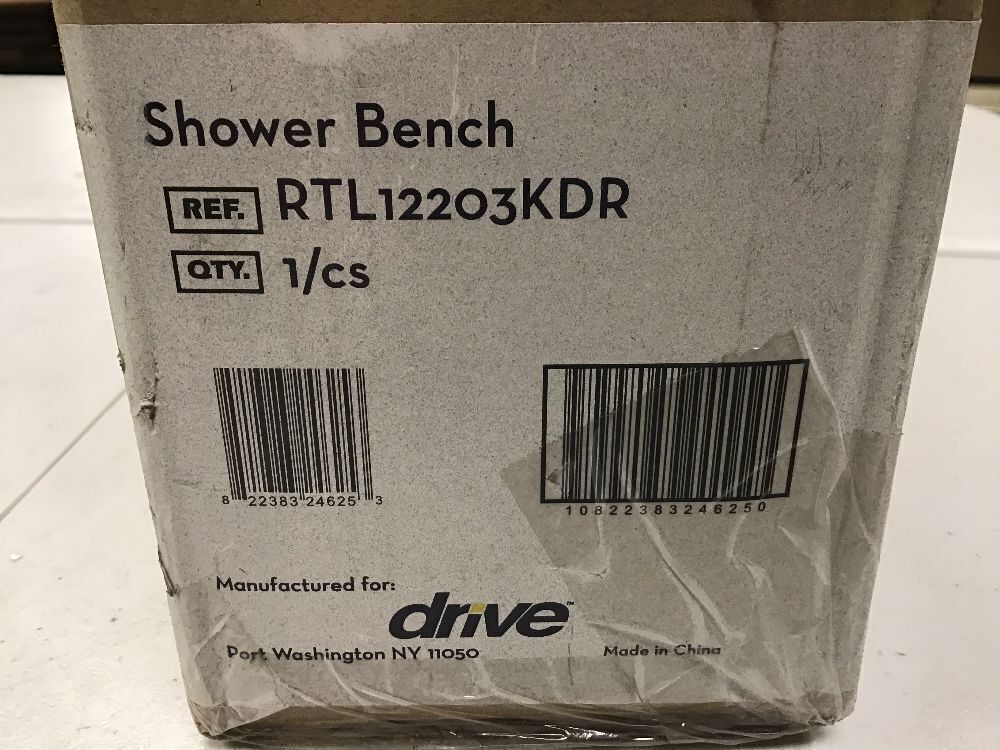 Shower Bench
REF. RTL12203KDR
QTY. 1/cs
8 22383 24625 3
10822383246250
Manufactured for:
drive™
Port Washington NY 11050
Made in China